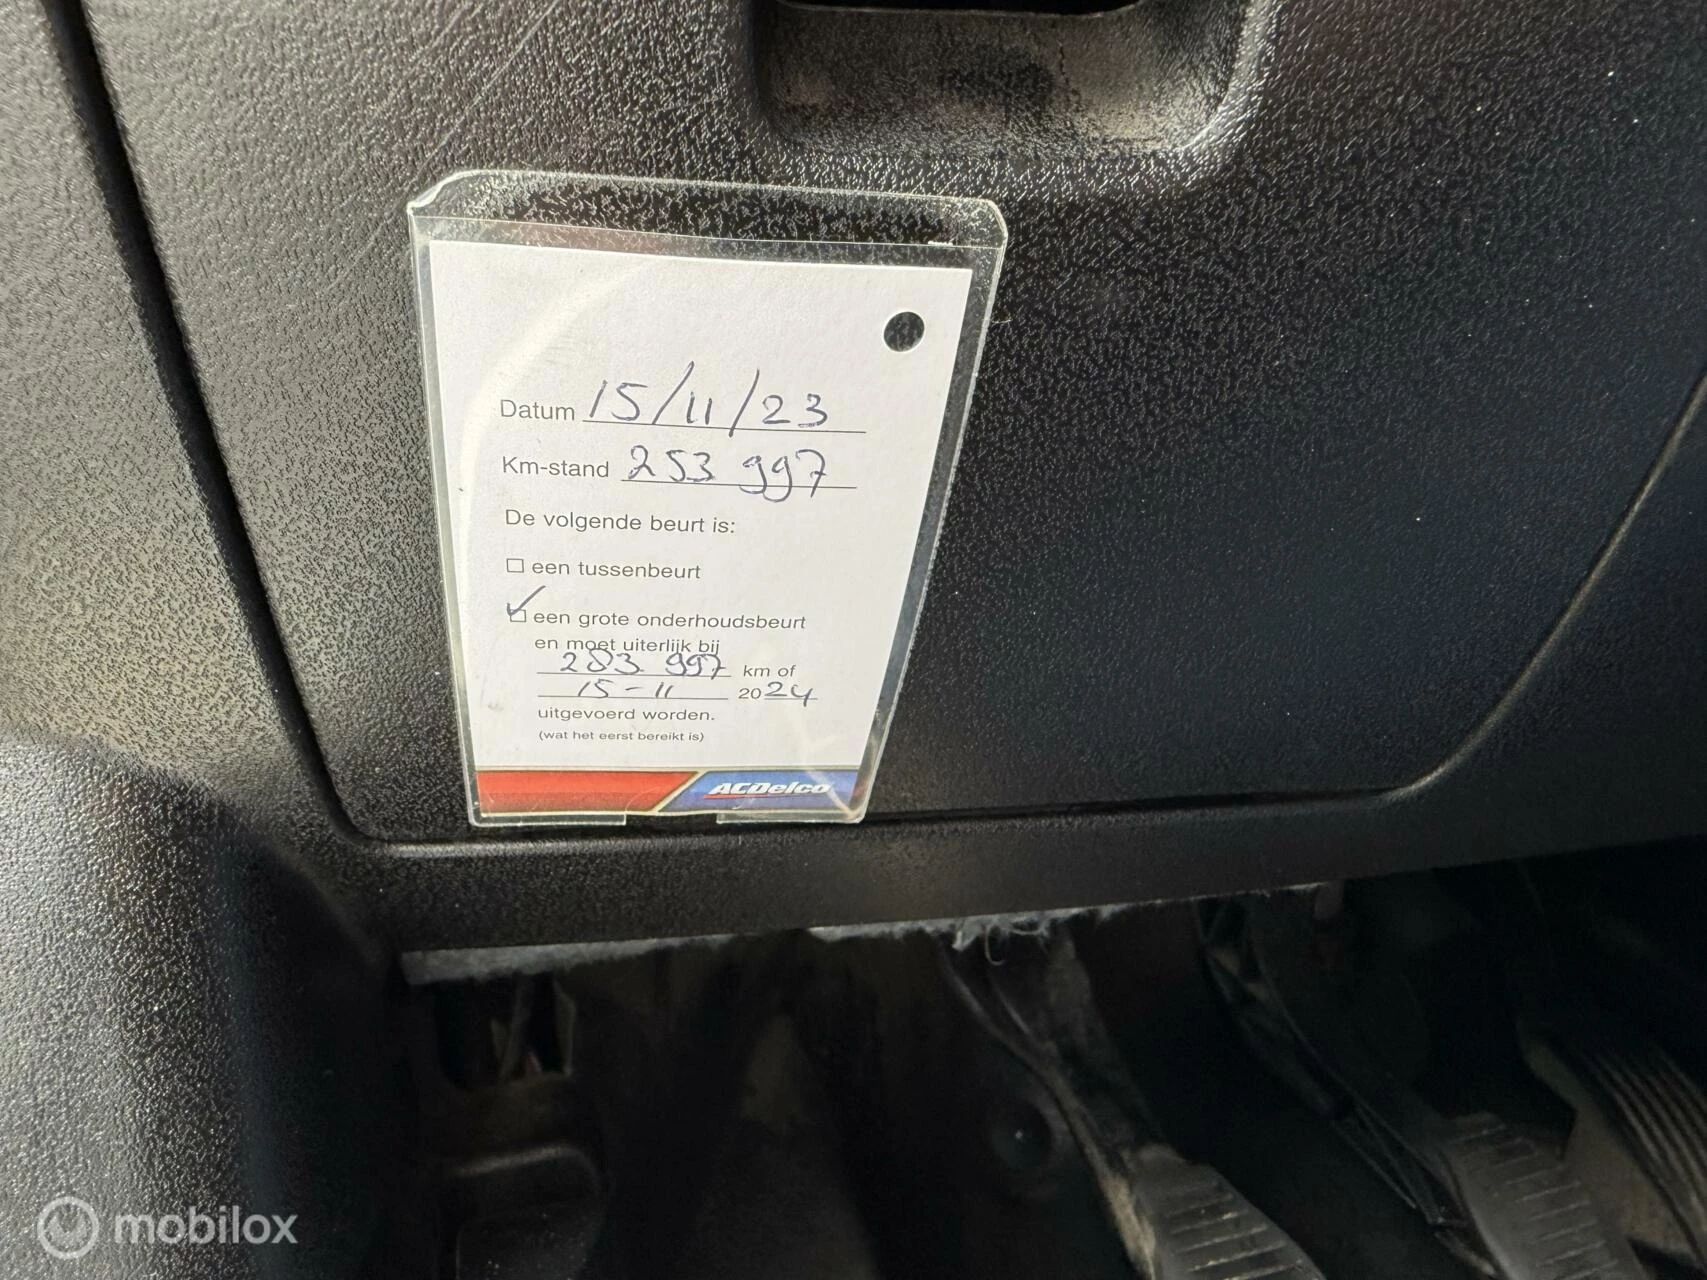 Datum 15/11/23
Km-stand 253 997
De volgende beurt is:
een tussenbeurt
een grote onderhoudsbeurt
en moet uiterlijk bij
283 997 km of
15-11 2024
uitgevoerd worden.
(wat het eerst bereikt is)
ACDelco
mobilox